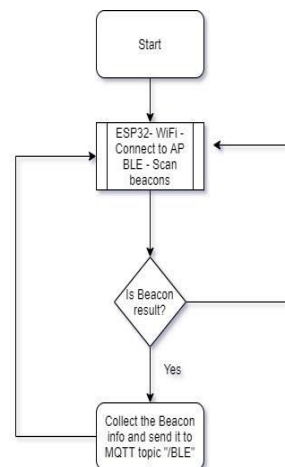 Start
ESP32- WiFi -
Connect to AP
BLE - Scan
beacons
Is Beacon
result?
Yes
Collect the Beacon
info and send it to
MQTT topic "/BLE"